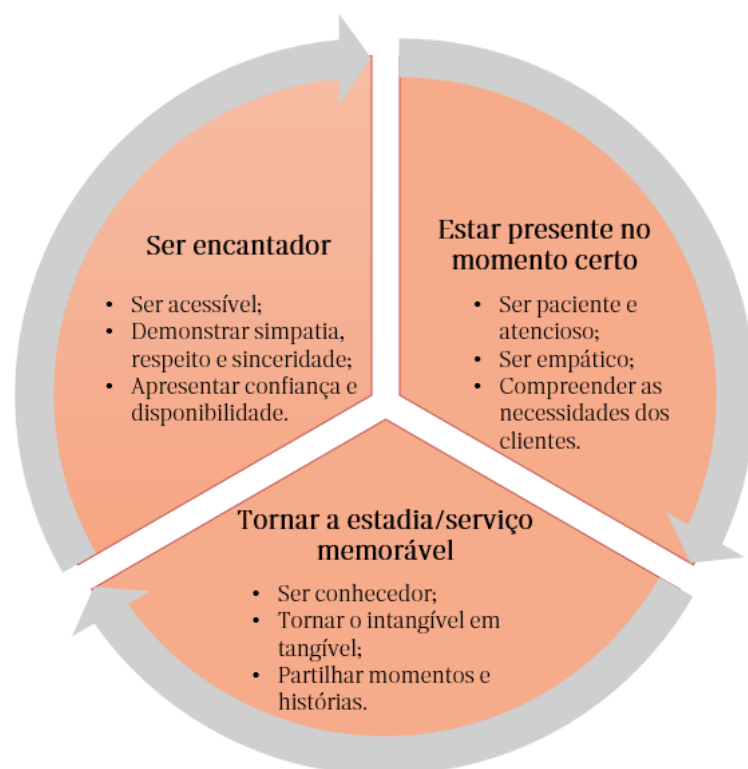 Ser encantador
• Ser acessível;
• Demonstrar simpatia,
respeito e sinceridade;
• Apresentar confiança e
disponibilidade.
Estar presente no
momento certo
• Ser paciente e
atencioso;
• Ser empático;
• Compreender as
necessidades dos
clientes.
Tornar a estadia/serviço
memorável
• Ser conhecedor;
• Tornar o intangível em
tangível;
• Partilhar momentos e
histórias.